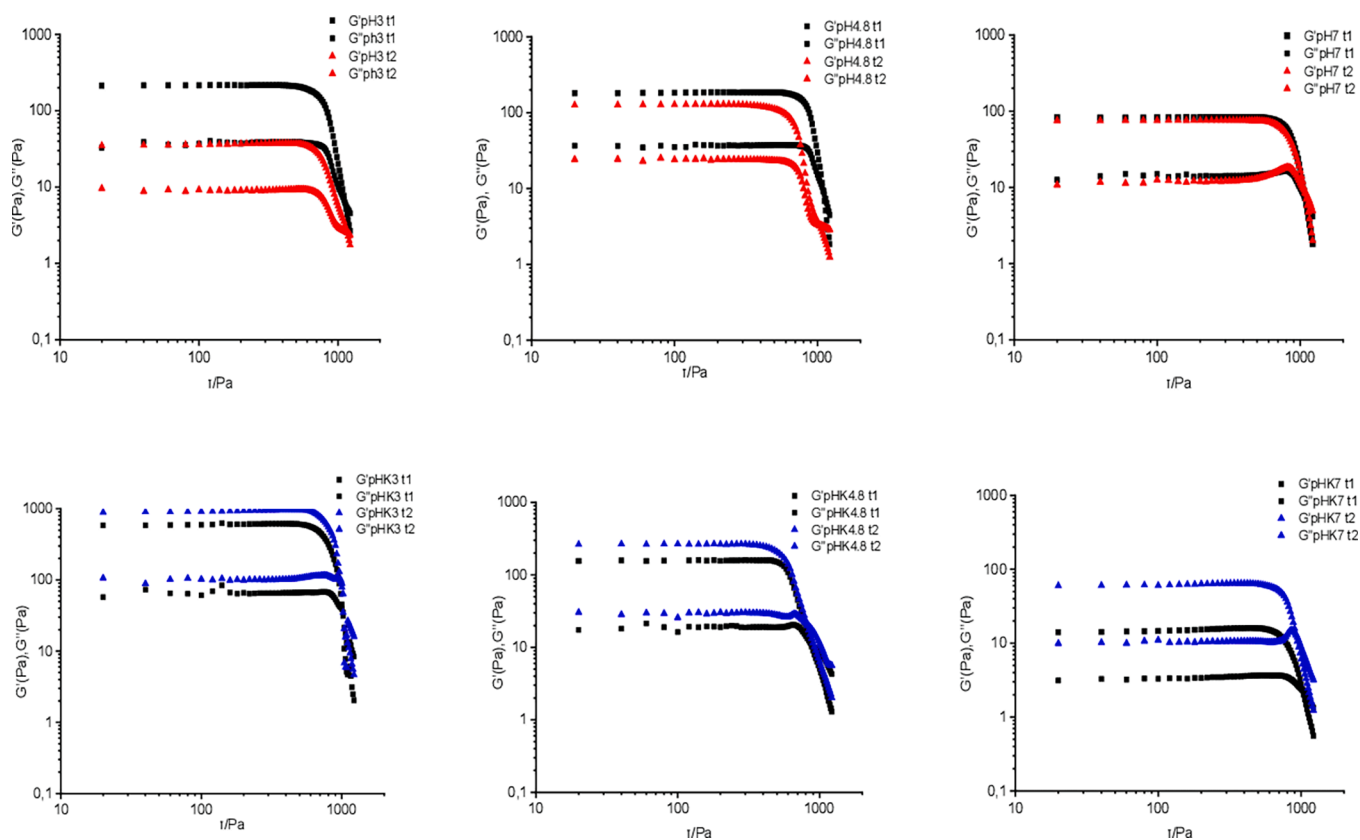 G'pH3 t1
G''ph3 t1
G'pH3 t2
G''ph3 t2
1000
100
10
1
0,1
G'(Pa),G''(Pa)
10
100
1000
τ/Pa
G'pH4.8 t1
G''pH4.8 t1
G'pH4.8 t2
G''pH4.8 t2
1000
100
10
1
0,1
G'(Pa), G''(Pa)
10
100
1000
τ/Pa
G'pH7 t1
G''pH7 t1
G'pH7 t2
G''pH7 t2
1000
100
10
1
0,1
G'(Pa),G''(Pa)
10
100
1000
τ/Pa
G'pHK3 t1
G''pHK3 t1
G'pHK3 t2
G''pHK3 t2
1000
100
10
1
0,1
G'(Pa),G''(Pa)
10
100
1000
τ/Pa
G'pHK4.8 t1
G''pHK4.8 t1
G'pHK4.8 t2
G''pHK4.8 t2
1000
100
10
1
0,1
G'(Pa),G''(Pa)
10
100
1000
τ/Pa
G'pHK7 t1
G''pHK7 t1
G'pHK7 t2
G''pHK7 t2
1000
100
10
1
0,1
G'(Pa),G''(Pa)
10
100
1000
τ/Pa